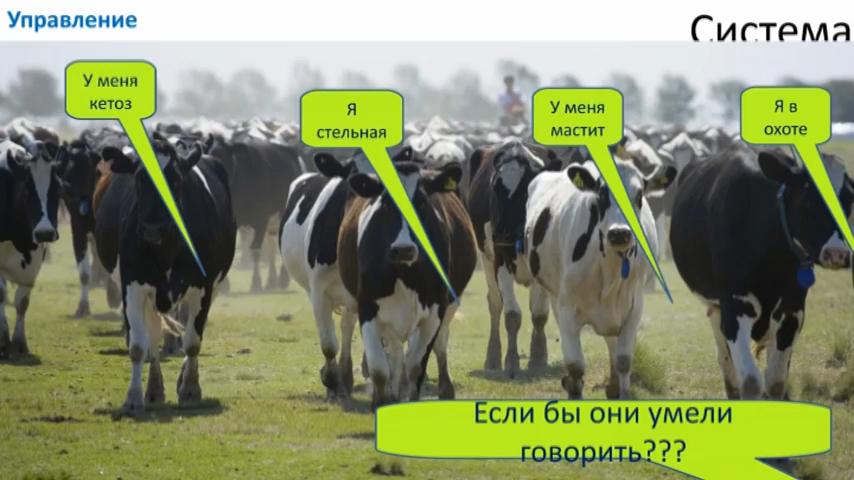 Управление
Система
У меня
кетоз
Я
стельная
У меня
мастит
Я в
охоте
Если бы они умели
говорить???